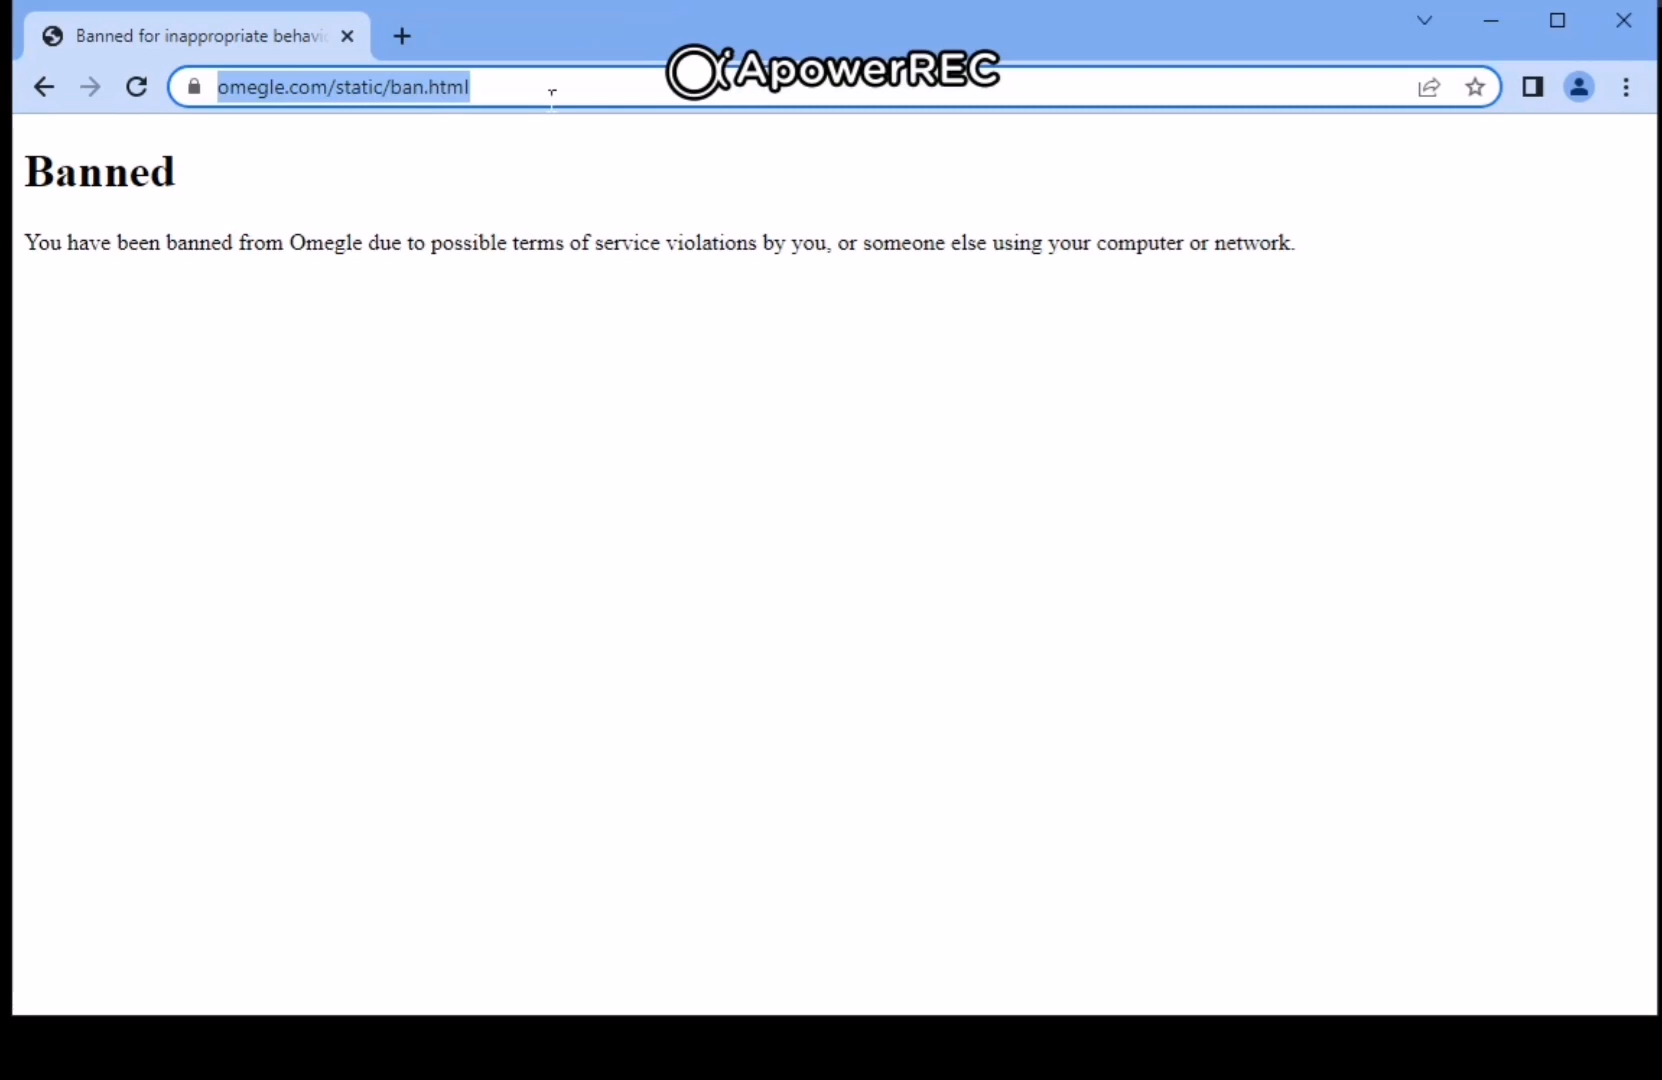 Banned for inappropriate behavi
ApowerREC
omegle.com/static/ban.html
Banned
You have been banned from Omegle due to possible terms of service violations by you, or someone else using your computer or network.